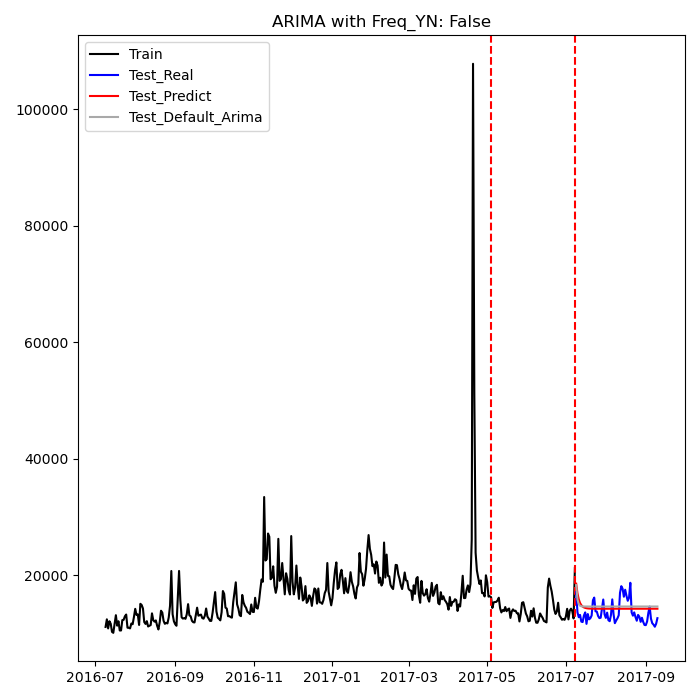 ARIMA with Freq_YN: False
Train
Test_Real
Test_Predict
Test_Default_Arima
100000
80000
60000
40000
20000
2016-07 2016-09 2016-11 2017-01 2017-03 2017-05 2017-07 2017-09